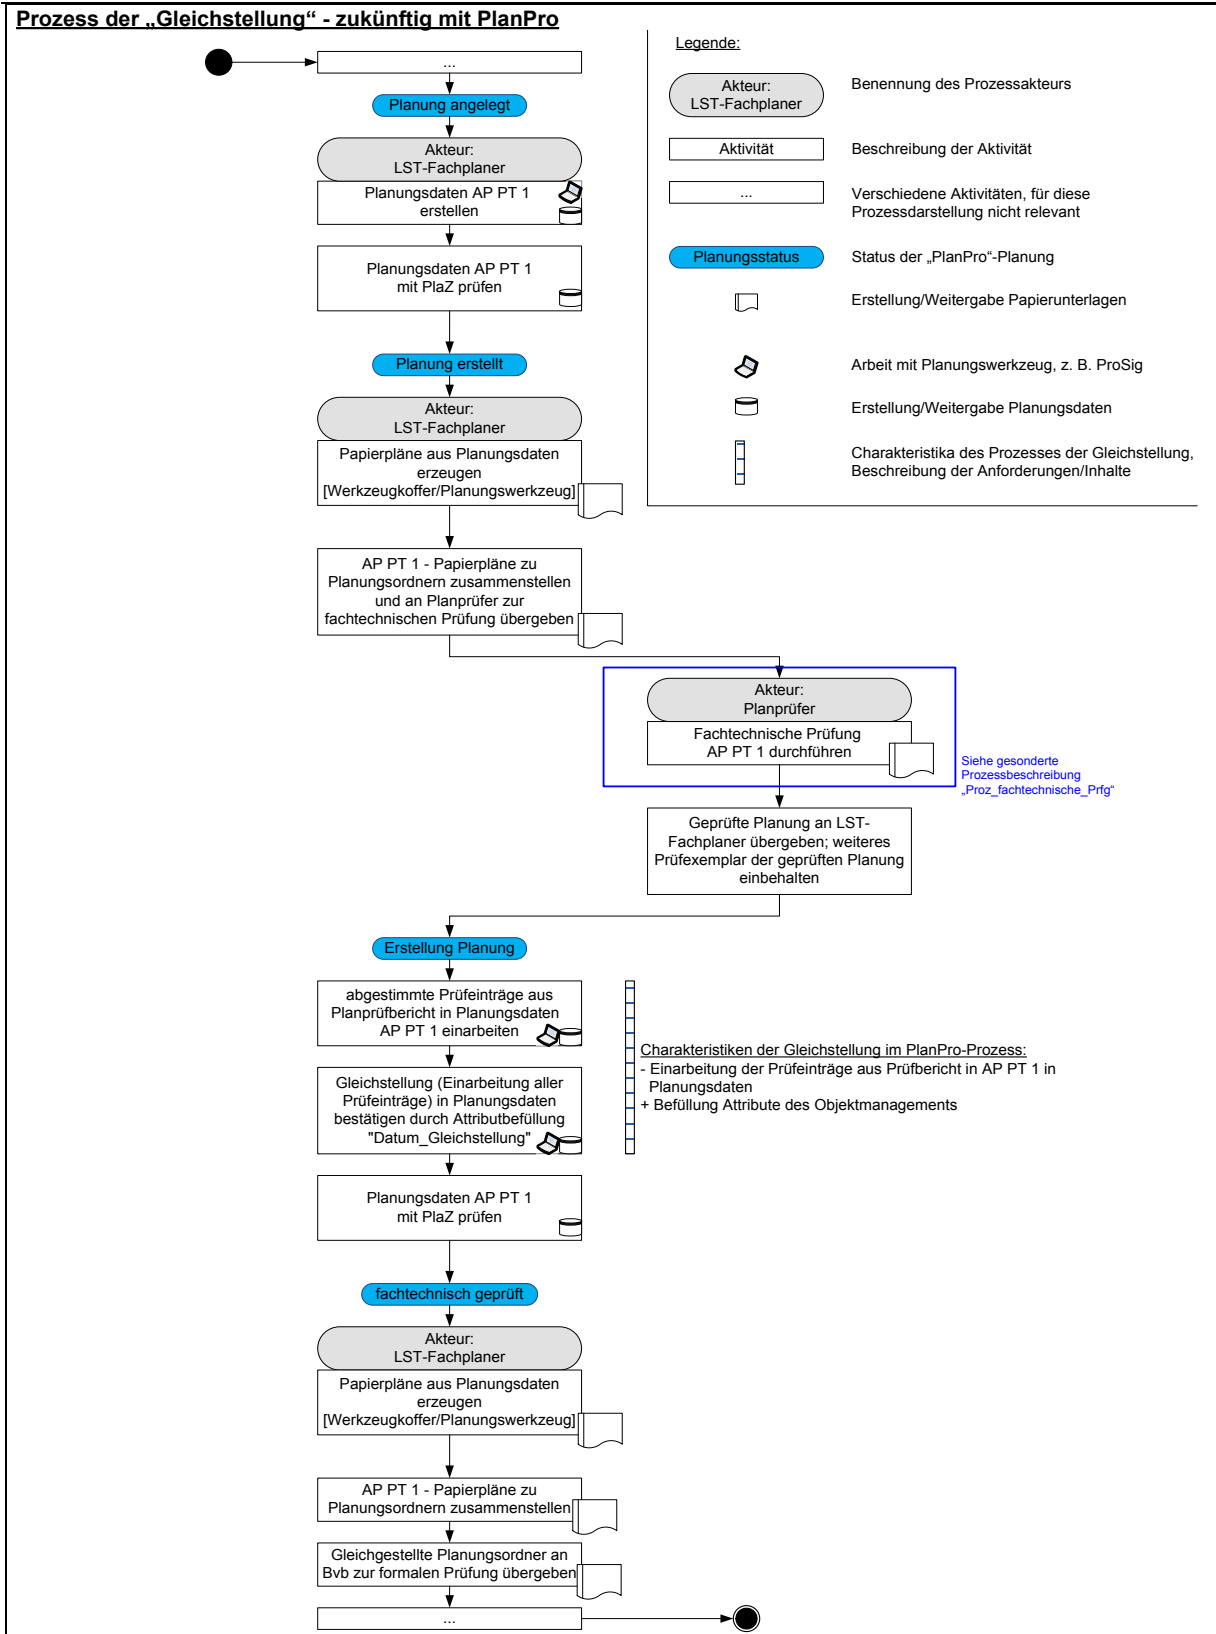 Prozess der „Gleichstellung“ - zukünftig mit PlanPro
...
Planung angelegt
Akteur:
LST-Fachplaner
Planungsdaten AP PT 1
erstellen
Planungsdaten AP PT 1
mit PlaZ prüfen
Planung erstellt
Akteur:
LST-Fachplaner
Papierpläne aus Planungsdaten
erzeugen
[Werkzeugkoffer/Planungswerkzeug]
AP PT 1 - Papierpläne zu
Planungsordnern zusammenstellen
und an Planprüfer zur
fachtechnischen Prüfung übergeben
Legende:
Akteur:
LST-Fachplaner
Benennung des Prozessakteurs
Aktivität
Beschreibung der Aktivität
...
Verschiedene Aktivitäten, für diese
Prozessdarstellung nicht relevant
Planungsstatus
Status der „PlanPro“-Planung
Erstellung/Weitergabe Papierunterlagen
Arbeit mit Planungswerkzeug, z. B. ProSig
Erstellung/Weitergabe Planungsdaten
Charakteristika des Prozesses der Gleichstellung,
Beschreibung der Anforderungen/Inhalte
Akteur:
Planprüfer
Fachtechnische Prüfung
AP PT 1 durchführen
Siehe gesonderte
Prozessbeschreibung
„Proz_fachtechnische_Prfg“
Geprüfte Planung an LST-
Fachplaner übergeben; weiteres
Prüfexemplar der geprüften Planung
einbehalten
Erstellung Planung
abgestimmte Prüfeinträge aus
Planprüfbericht in Planungsdaten
AP PT 1 einarbeiten
Gleichstellung (Einarbeitung aller
Prüfeinträge) in Planungsdaten
bestätigen durch Attributbefüllung
"Datum_Gleichstellung"
Charakteristiken der Gleichstellung im PlanPro-Prozess:
- Einarbeitung der Prüfeinträge aus Prüfbericht in AP PT 1 in
Planungsdaten
+ Befüllung Attribute des Objektmanagements
Planungsdaten AP PT 1
mit PlaZ prüfen
fachtechnisch geprüft
Akteur:
LST-Fachplaner
Papierpläne aus Planungsdaten
erzeugen
[Werkzeugkoffer/Planungswerkzeug]
AP PT 1 - Papierpläne zu
Planungsordnern zusammenstellen
Gleichgestellte Planungsordner an
Bvb zur formalen Prüfung übergeben
...